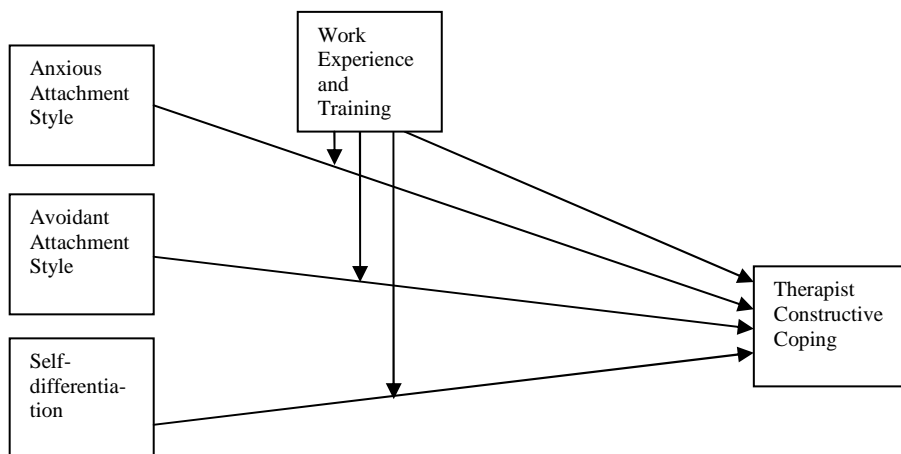 Work
Experience
and
Training
Anxious
Attachment
Style
Avoidant
Attachment
Style
Self-
differentia-
tion
Therapist
Constructive
Coping